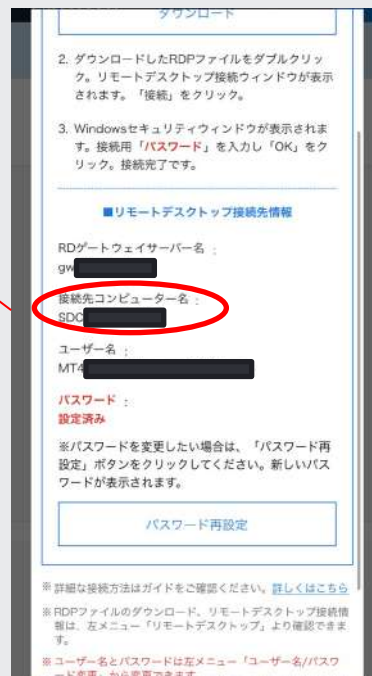 ダウンロード
2. ダウンロードしたRDPファイルをダブルクリッ
ク。リモートデスクトップ接続ウィンドウが表示
されます。「接続」をクリック。
3. Windowsセキュリティウィンドウが表示されま
す。接続用「パスワード」を入力し「OK」をク
リック。接続完了です。
■リモートデスクトップ接続先情報
RDゲートウェイサーバー名 :
gw
接続先コンピューター名 :
SDC
ユーザー名 :
MT4
パスワード :
設定済み
※パスワードを変更したい場合は、「パスワード再
設定」ボタンをクリックしてください。新しいパス
ワードが表示されます。
パスワード再設定
※ 詳細な接続方法はガイドをご確認ください。詳しくはこちら
※ RDPファイルのダウンロード、リモートデスクトップ接続情
報は、左メニュー「リモートデスクトップ」より確認できま
す。
※ ユーザー名とパスワードは左メニュー「ユーザー名/パスワ
ード変更」から変更できます